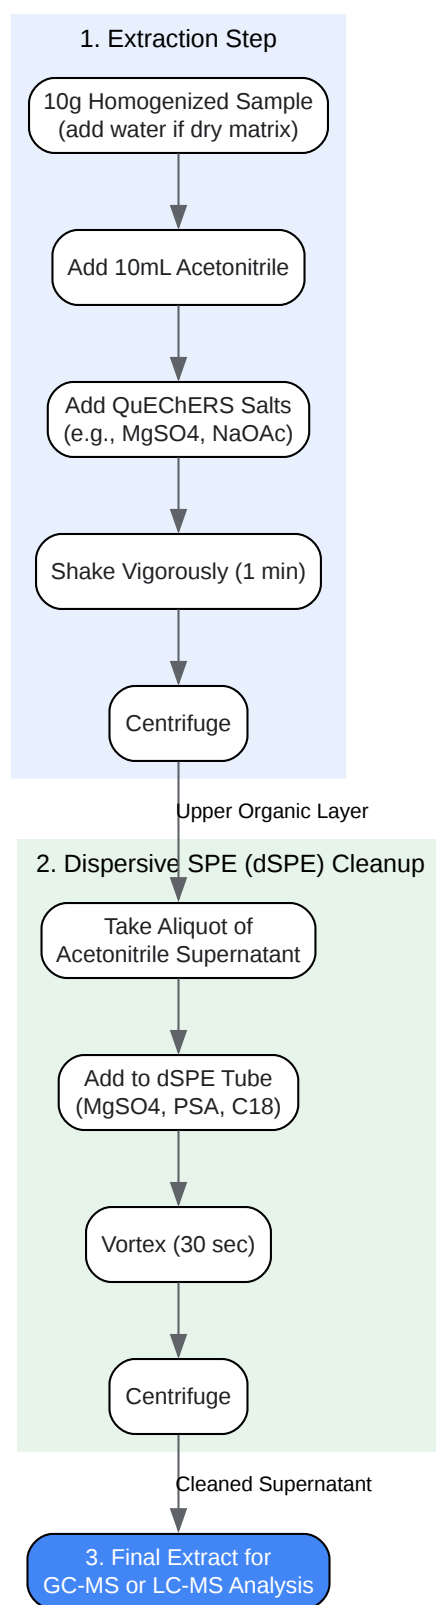 1. Extraction Step
10g Homogenized Sample
(add water if dry matrix)
Add 10mL Acetonitrile
Add QuEChERS Salts
(e.g., MgSO4, NaOAc)
Shake Vigorously (1 min)
Centrifuge
Upper Organic Layer
2. Dispersive SPE (dSPE) Cleanup
Take Aliquot of
Acetonitrile Supernatant
Add to dSPE Tube
(MgSO4, PSA, C18)
Vortex (30 sec)
Centrifuge
Cleaned Supernatant
3. Final Extract for
GC-MS or LC-MS Analysis